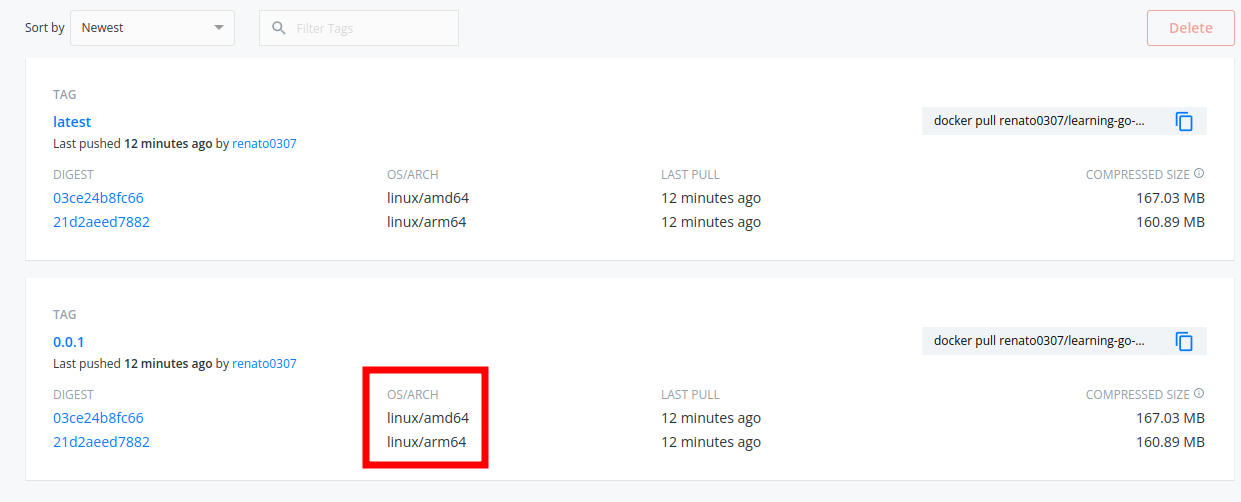 Sort by Newest Filter Tags Delete
TAG
latest
docker pull renato0307/learning-go-...
Last pushed 12 minutes ago by renato0307
DIGEST OS/ARCH LAST PULL COMPRESSED SIZE
03ce24b8fc66 linux/amd64 12 minutes ago 167.03 MB
21d2aeed7882 linux/arm64 12 minutes ago 160.89 MB
TAG
0.0.1
docker pull renato0307/learning-go-...
Last pushed 12 minutes ago by renato0307
DIGEST OS/ARCH LAST PULL COMPRESSED SIZE
03ce24b8fc66 linux/amd64 12 minutes ago 167.03 MB
21d2aeed7882 linux/arm64 12 minutes ago 160.89 MB